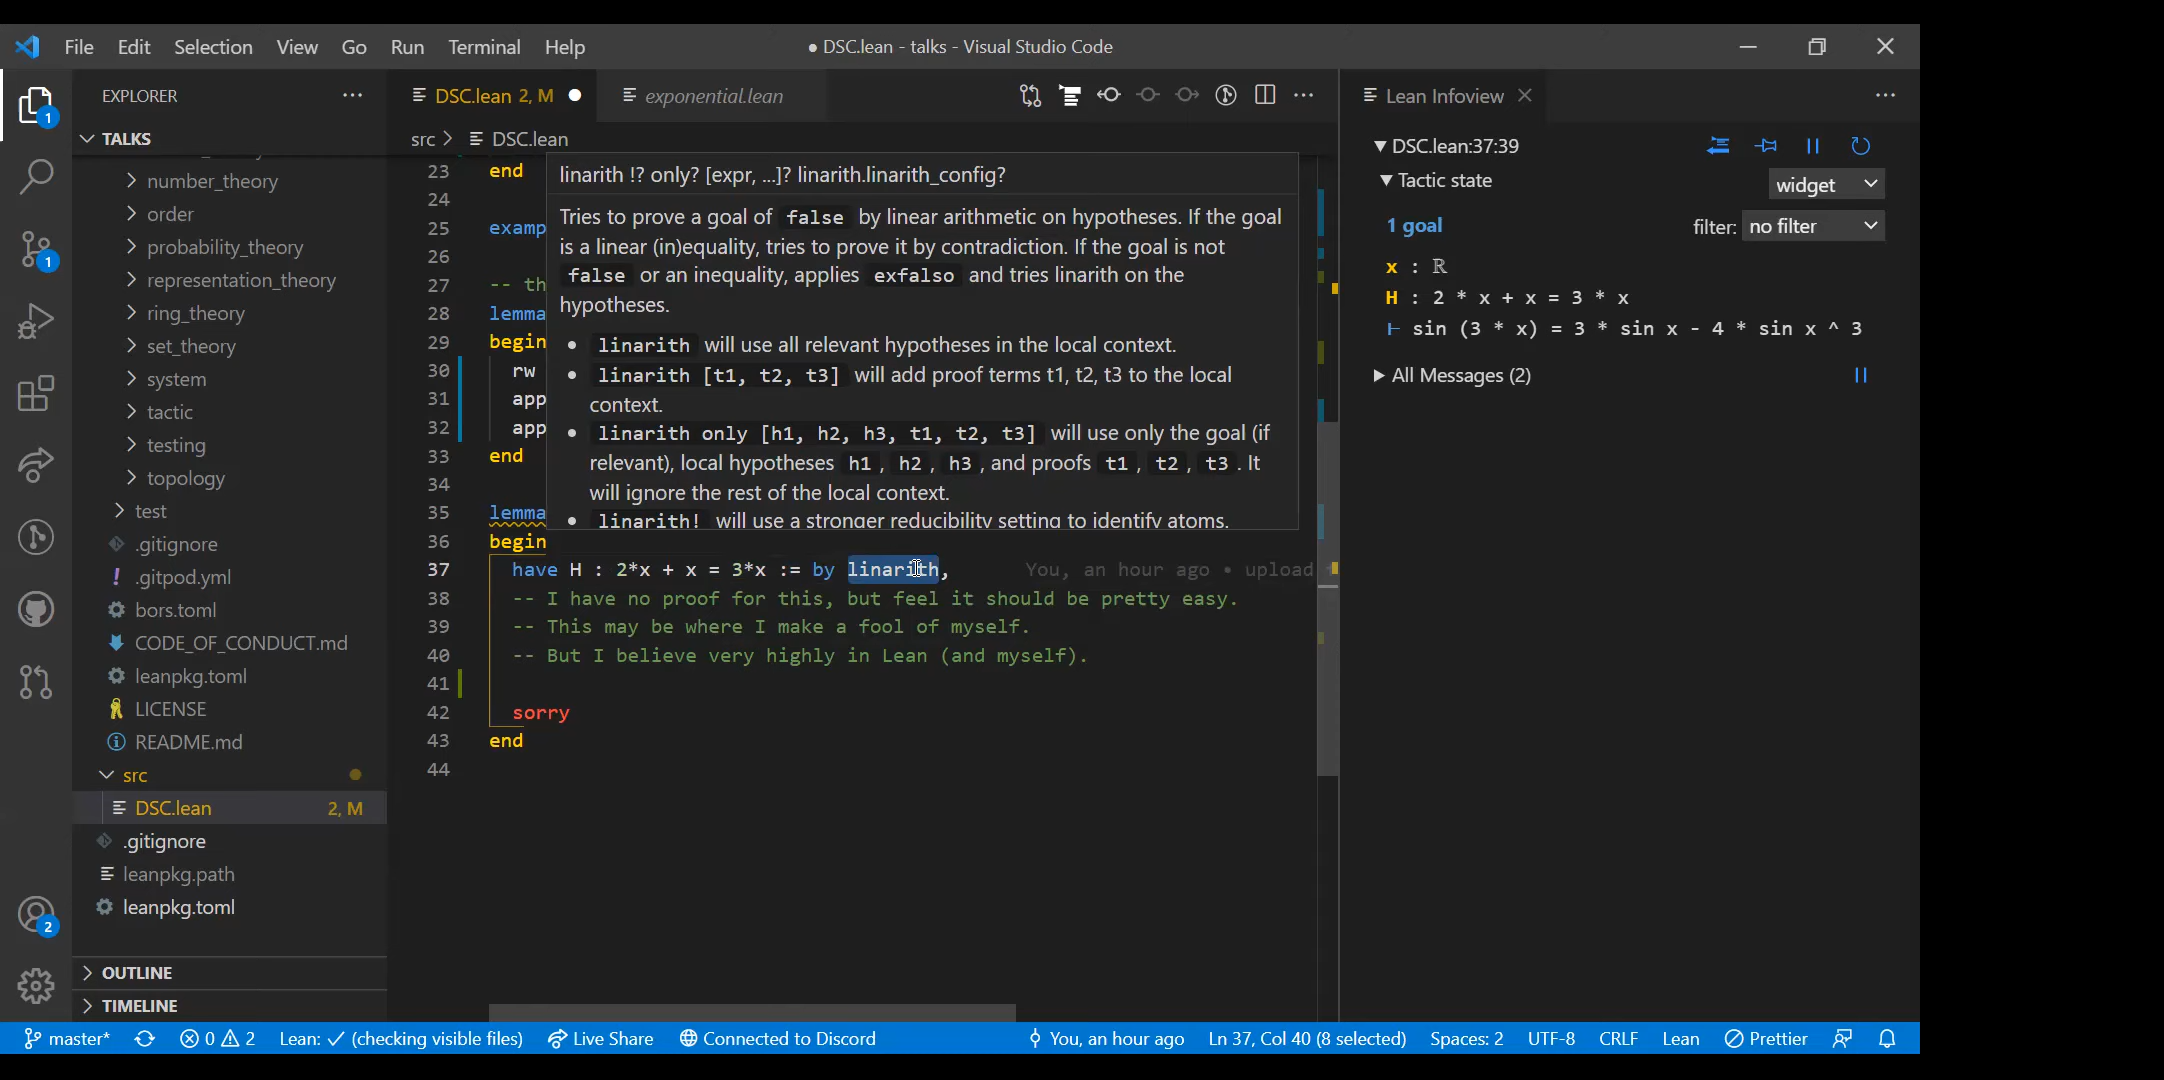 File Edit Selection View Go Run Terminal Help
● DSC.lean - talks - Visual Studio Code
EXPLORER
TALKS
number_theory
order
probability_theory
representation_theory
ring_theory
set_theory
system
tactic
testing
topology
test
.gitignore
.gitpod.yml
bors.toml
CODE_OF_CONDUCT.md
leanpkg.toml
LICENSE
README.md
src
DSC.lean 2, M
.gitignore
leanpkg.path
leanpkg.toml
OUTLINE
TIMELINE
1
1
2
DSC.lean 2, M ●
exponential.lean
src > DSC.lean
23 end
24
25 examp
26
27 -- th
28 lemma
29 begin
30 rw
31 app
32 app
33 end
34
35 lemma
36 begin
37 have H : 2*x + x = 3*x := by linarith, You, an hour ago • upload
38 -- I have no proof for this, but feel it should be pretty easy.
39 -- This may be where I make a fool of myself.
40 -- But I believe very highly in Lean (and myself).
41
42 sorry
43 end
44
linarith !? only? [expr, ...]? linarith.linarith_config?
Tries to prove a goal of false by linear arithmetic on hypotheses. If the goal
is a linear (in)equality, tries to prove it by contradiction. If the goal is not
false or an inequality, applies exfalso and tries linarith on the
hypotheses.
• linarith will use all relevant hypotheses in the local context.
• linarith [t1, t2, t3] will add proof terms t1, t2, t3 to the local
context.
• linarith only [h1, h2, h3, t1, t2, t3] will use only the goal (if
relevant), local hypotheses h1, h2, h3, and proofs t1, t2, t3. It
will ignore the rest of the local context.
• linarith! will use a stronger reducibility setting to identify atoms.
Lean Infoview
DSC.lean:37:39
Tactic state
widget
1 goal
filter: no filter
x : ℝ
H : 2 * x + x = 3 * x
⊢ sin (3 * x) = 3 * sin x - 4 * sin x ^ 3
All Messages (2)
master* 0 2 Lean: ✓ (checking visible files) Live Share Connected to Discord You, an hour ago Ln 37, Col 40 (8 selected) Spaces: 2 UTF-8 CRLF Lean Prettier